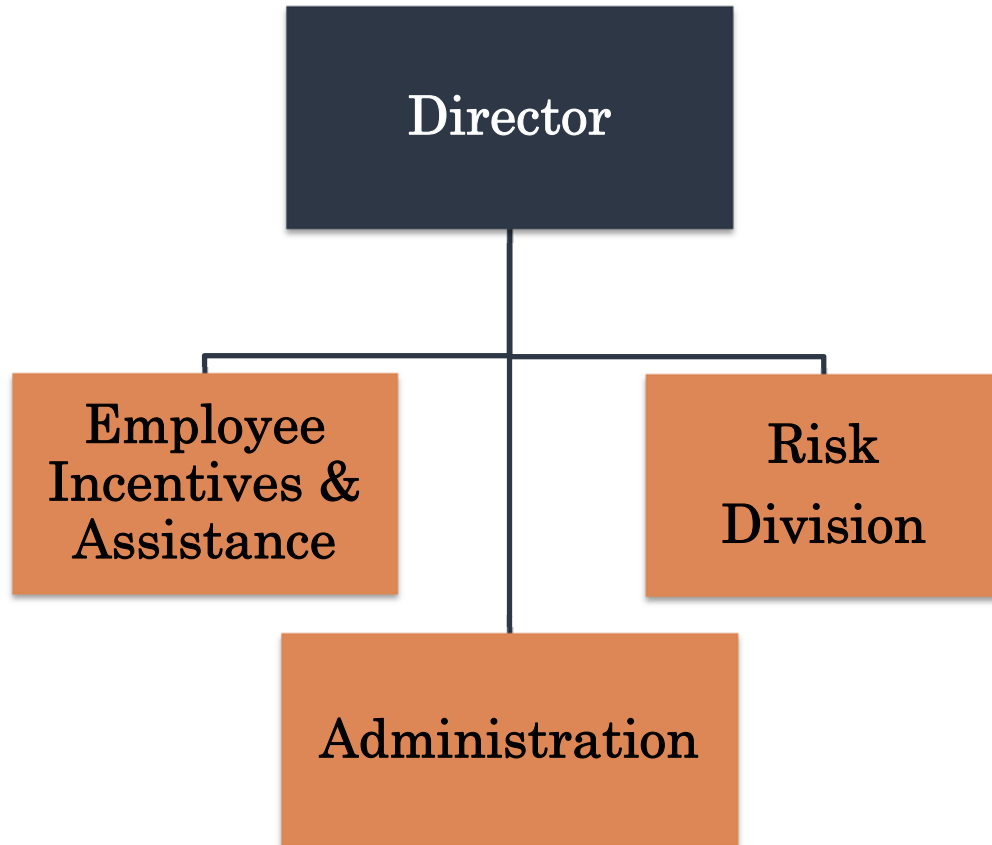 Director
Employee
Incentives &
Assistance
Risk
Division
Administration